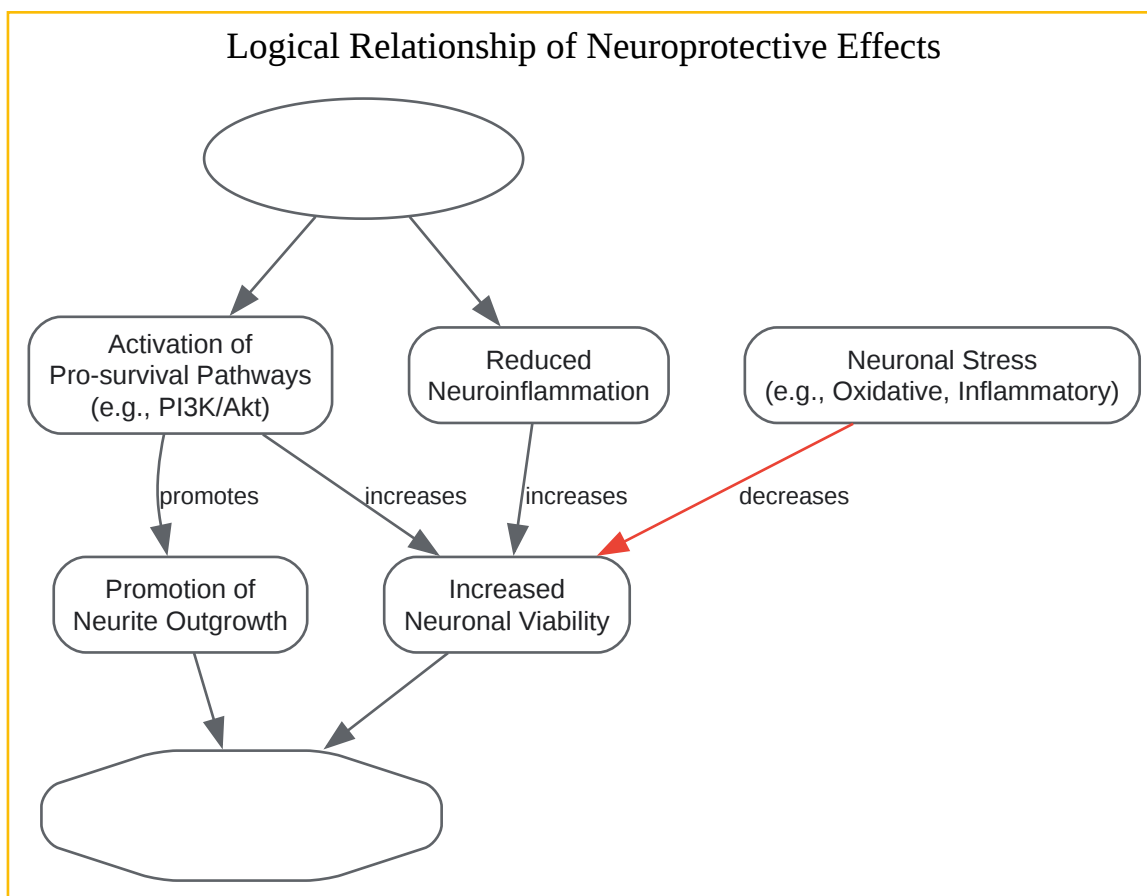 Logical Relationship of Neuroprotective Effects
Activation of
Pro-survival Pathways
(e.g., PI3K/Akt)
Reduced
Neuroinflammation
Neuronal Stress
(e.g., Oxidative, Inflammatory)
promotes
increases
increases
decreases
Promotion of
Neurite Outgrowth
Increased
Neuronal Viability